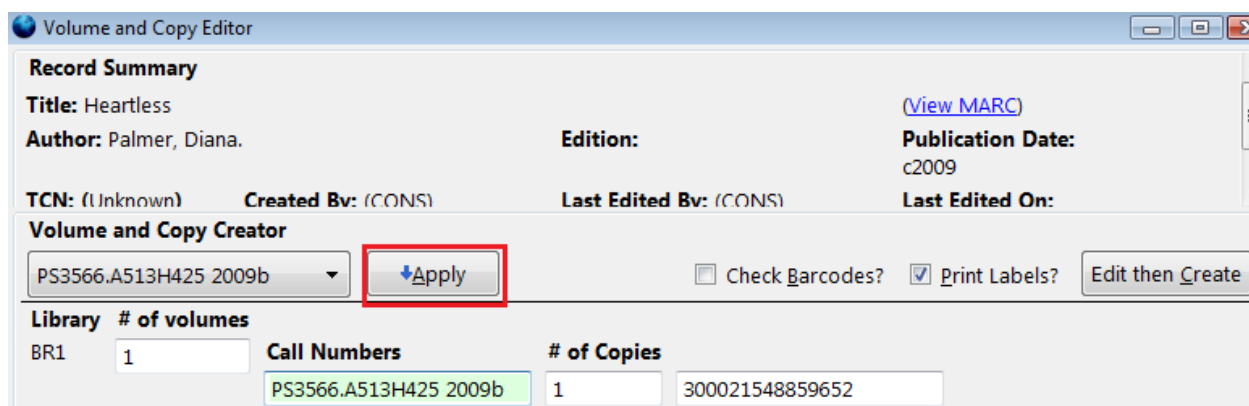 Volume and Copy Editor
Record Summary
Title: Heartless (View MARC)
Author: Palmer, Diana. Edition: Publication Date:
c2009
TCN: (Unknown) Created By: (CONS) Last Edited By: (CONS) Last Edited On:
Volume and Copy Creator
PS3566.A513H425 2009b Apply Check Barcodes? Print Labels? Edit then Create
Library # of volumes
BR1 1 Call Numbers # of Copies
PS3566.A513H425 2009b 1 300021548859652